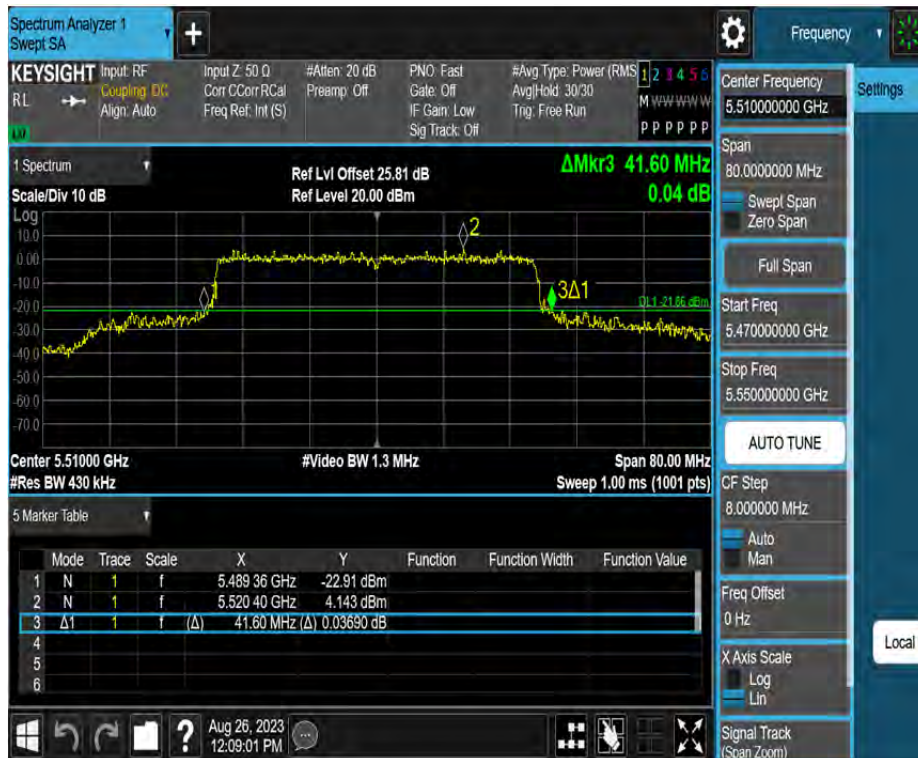 Spectrum Analyzer 1
Swept SA
+
Frequency
KEYSIGHT
RL
Input: RF
Coupling: DC
Align: Auto
Input Z: 50 Ω
Corr CCorr RCal
Freq Ref: Int (S)
#Atten: 20 dB
Preamp: Off
PNO: Fast
Gate: Off
IF Gain: Low
Sig Track: Off
#Avg Type: Power (RMS
Avg|Hold: 30/30
Trig: Free Run
1 2 3 4 5 6
M W W W W W
P P P P P P
1 Spectrum
Scale/Div 10 dB
Ref Lvl Offset 25.81 dB
Ref Level 20.00 dBm
ΔMkr3 41.60 MHz
0.04 dB
Log
10.0
0.00
-10.0
-20.0
-30.0
-40.0
-50.0
-60.0
-70.0
2
3Δ1
DL1 -21.86 dBm
Center 5.51000 GHz
#Video BW 1.3 MHz
Span 80.00 MHz
#Res BW 430 kHz
Sweep 1.00 ms (1001 pts)
5 Marker Table
Mode Trace Scale X Y Function Function Width Function Value
1 N 1 f 5.489 36 GHz -22.91 dBm
2 N 1 f 5.520 40 GHz 4.143 dBm
3 Δ1 1 f (Δ) 41.60 MHz (Δ) 0.03690 dB
4
5
6
?
Aug 26, 2023
12:09:01 PM
Center Frequency
5.510000000 GHz
Settings
Span
80.0000000 MHz
Swept Span
Zero Span
Full Span
Start Freq
5.470000000 GHz
Stop Freq
5.550000000 GHz
AUTO TUNE
CF Step
8.000000 MHz
Auto
Man
Freq Offset
0 Hz
Local
X Axis Scale
Log
Lin
Signal Track
(Span Zoom)